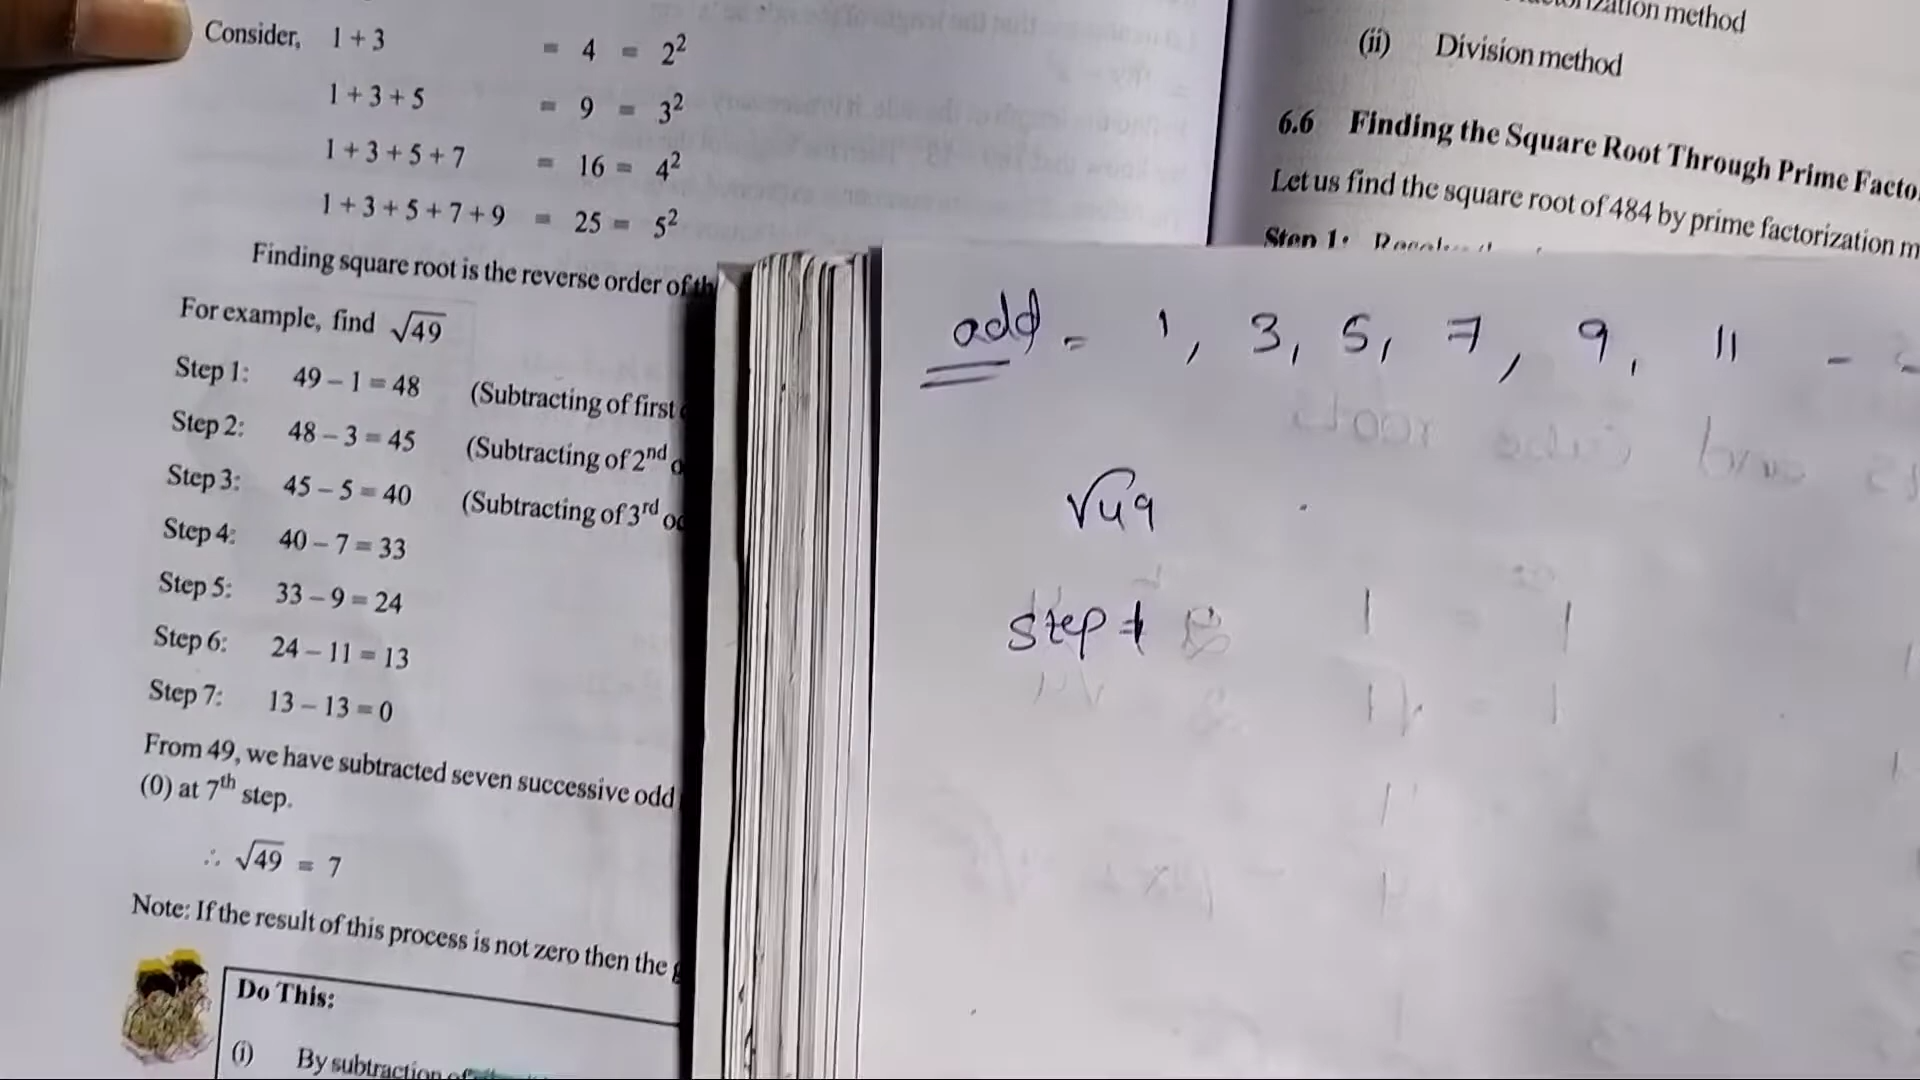 Consider, 1 + 3 = 4 = 2²
1 + 3 + 5 = 9 = 3²
1 + 3 + 5 + 7 = 16 = 4²
1 + 3 + 5 + 7 + 9 = 25 = 5²
Finding square root is the reverse order of
For example, find √49
Step 1: 49 – 1 = 48 (Subtracting of first
Step 2: 48 – 3 = 45 (Subtracting of 2nd
Step 3: 45 – 5 = 40 (Subtracting of 3rd
Step 4: 40 – 7 = 33
Step 5: 33 – 9 = 24
Step 6: 24 – 11 = 13
Step 7: 13 – 13 = 0
From 49, we have subtracted seven successive odd
(0) at 7th step.
∴ √49 = 7
Note: If the result of this process is not zero then the
Do This:
(i) By subtraction of
method
(ii) Division method
6.6 Finding the Square Root Through Prime
Let us find the square root of 484 by prime factorization
Step 1:
odd = 1, 3, 5, 7, 9, 11 -
√49
step 1